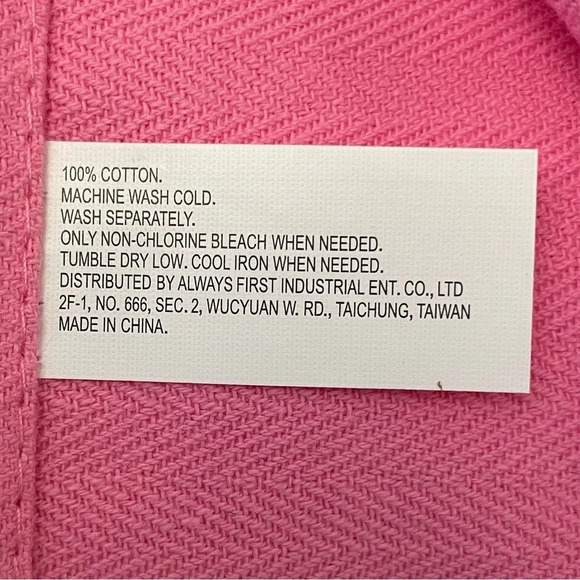 100% COTTON.
MACHINE WASH COLD.
WASH SEPARATELY.
ONLY NON-CHLORINE BLEACH WHEN NEEDED.
TUMBLE DRY LOW. COOL IRON WHEN NEEDED.
DISTRIBUTED BY ALWAYS FIRST INDUSTRIAL ENT. CO., LTD
2F-1, NO. 666, SEC. 2, WUCYUAN W. RD., TAICHUNG, TAIWAN
MADE IN CHINA.